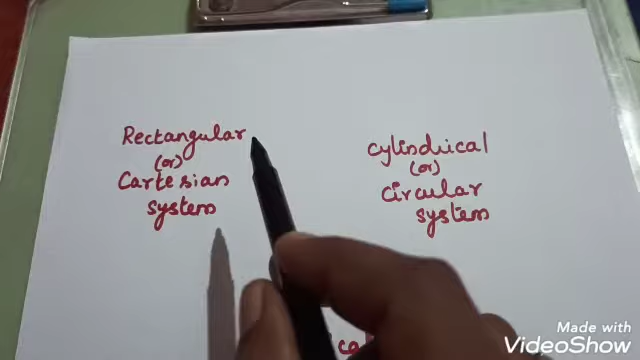 Rectangular
(or)
Cartesian
system
Cylindrical
(or)
Circular
system
Made with
VideoShow